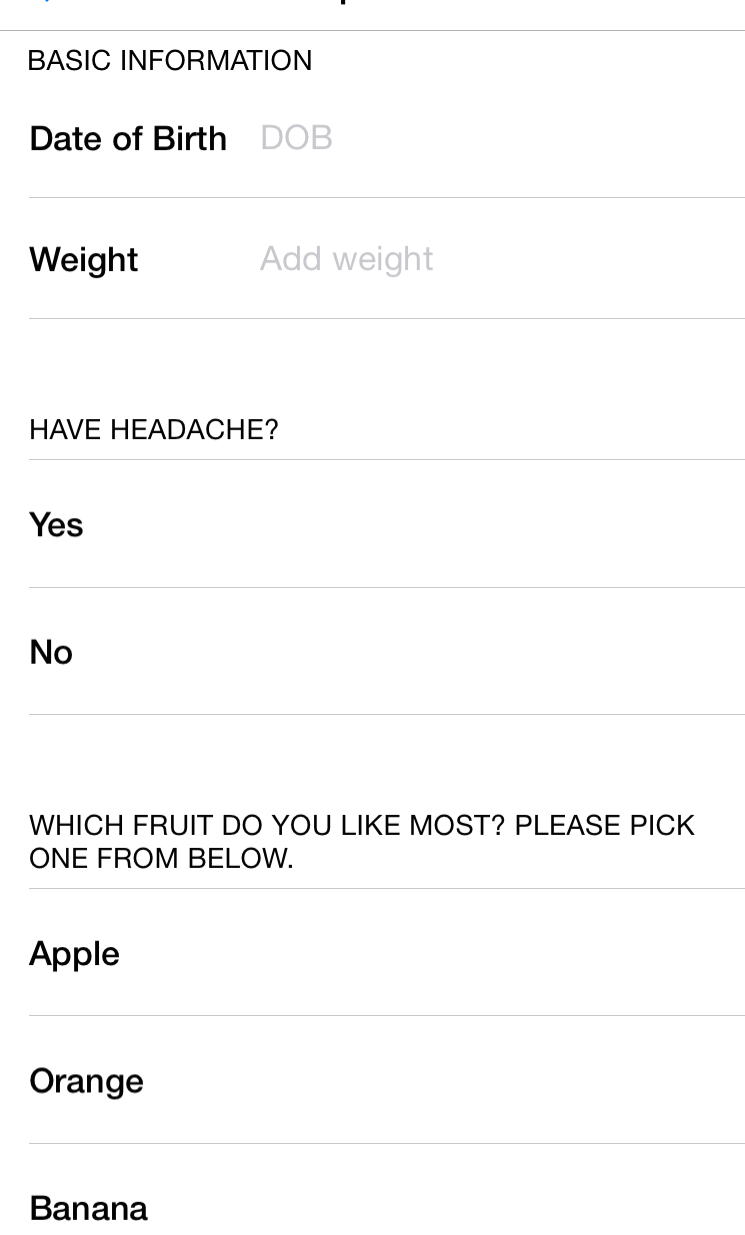 BASIC INFORMATION
Date of Birth DOB
Weight Add weight
HAVE HEADACHE?
Yes
No
WHICH FRUIT DO YOU LIKE MOST? PLEASE PICK
ONE FROM BELOW.
Apple
Orange
Banana